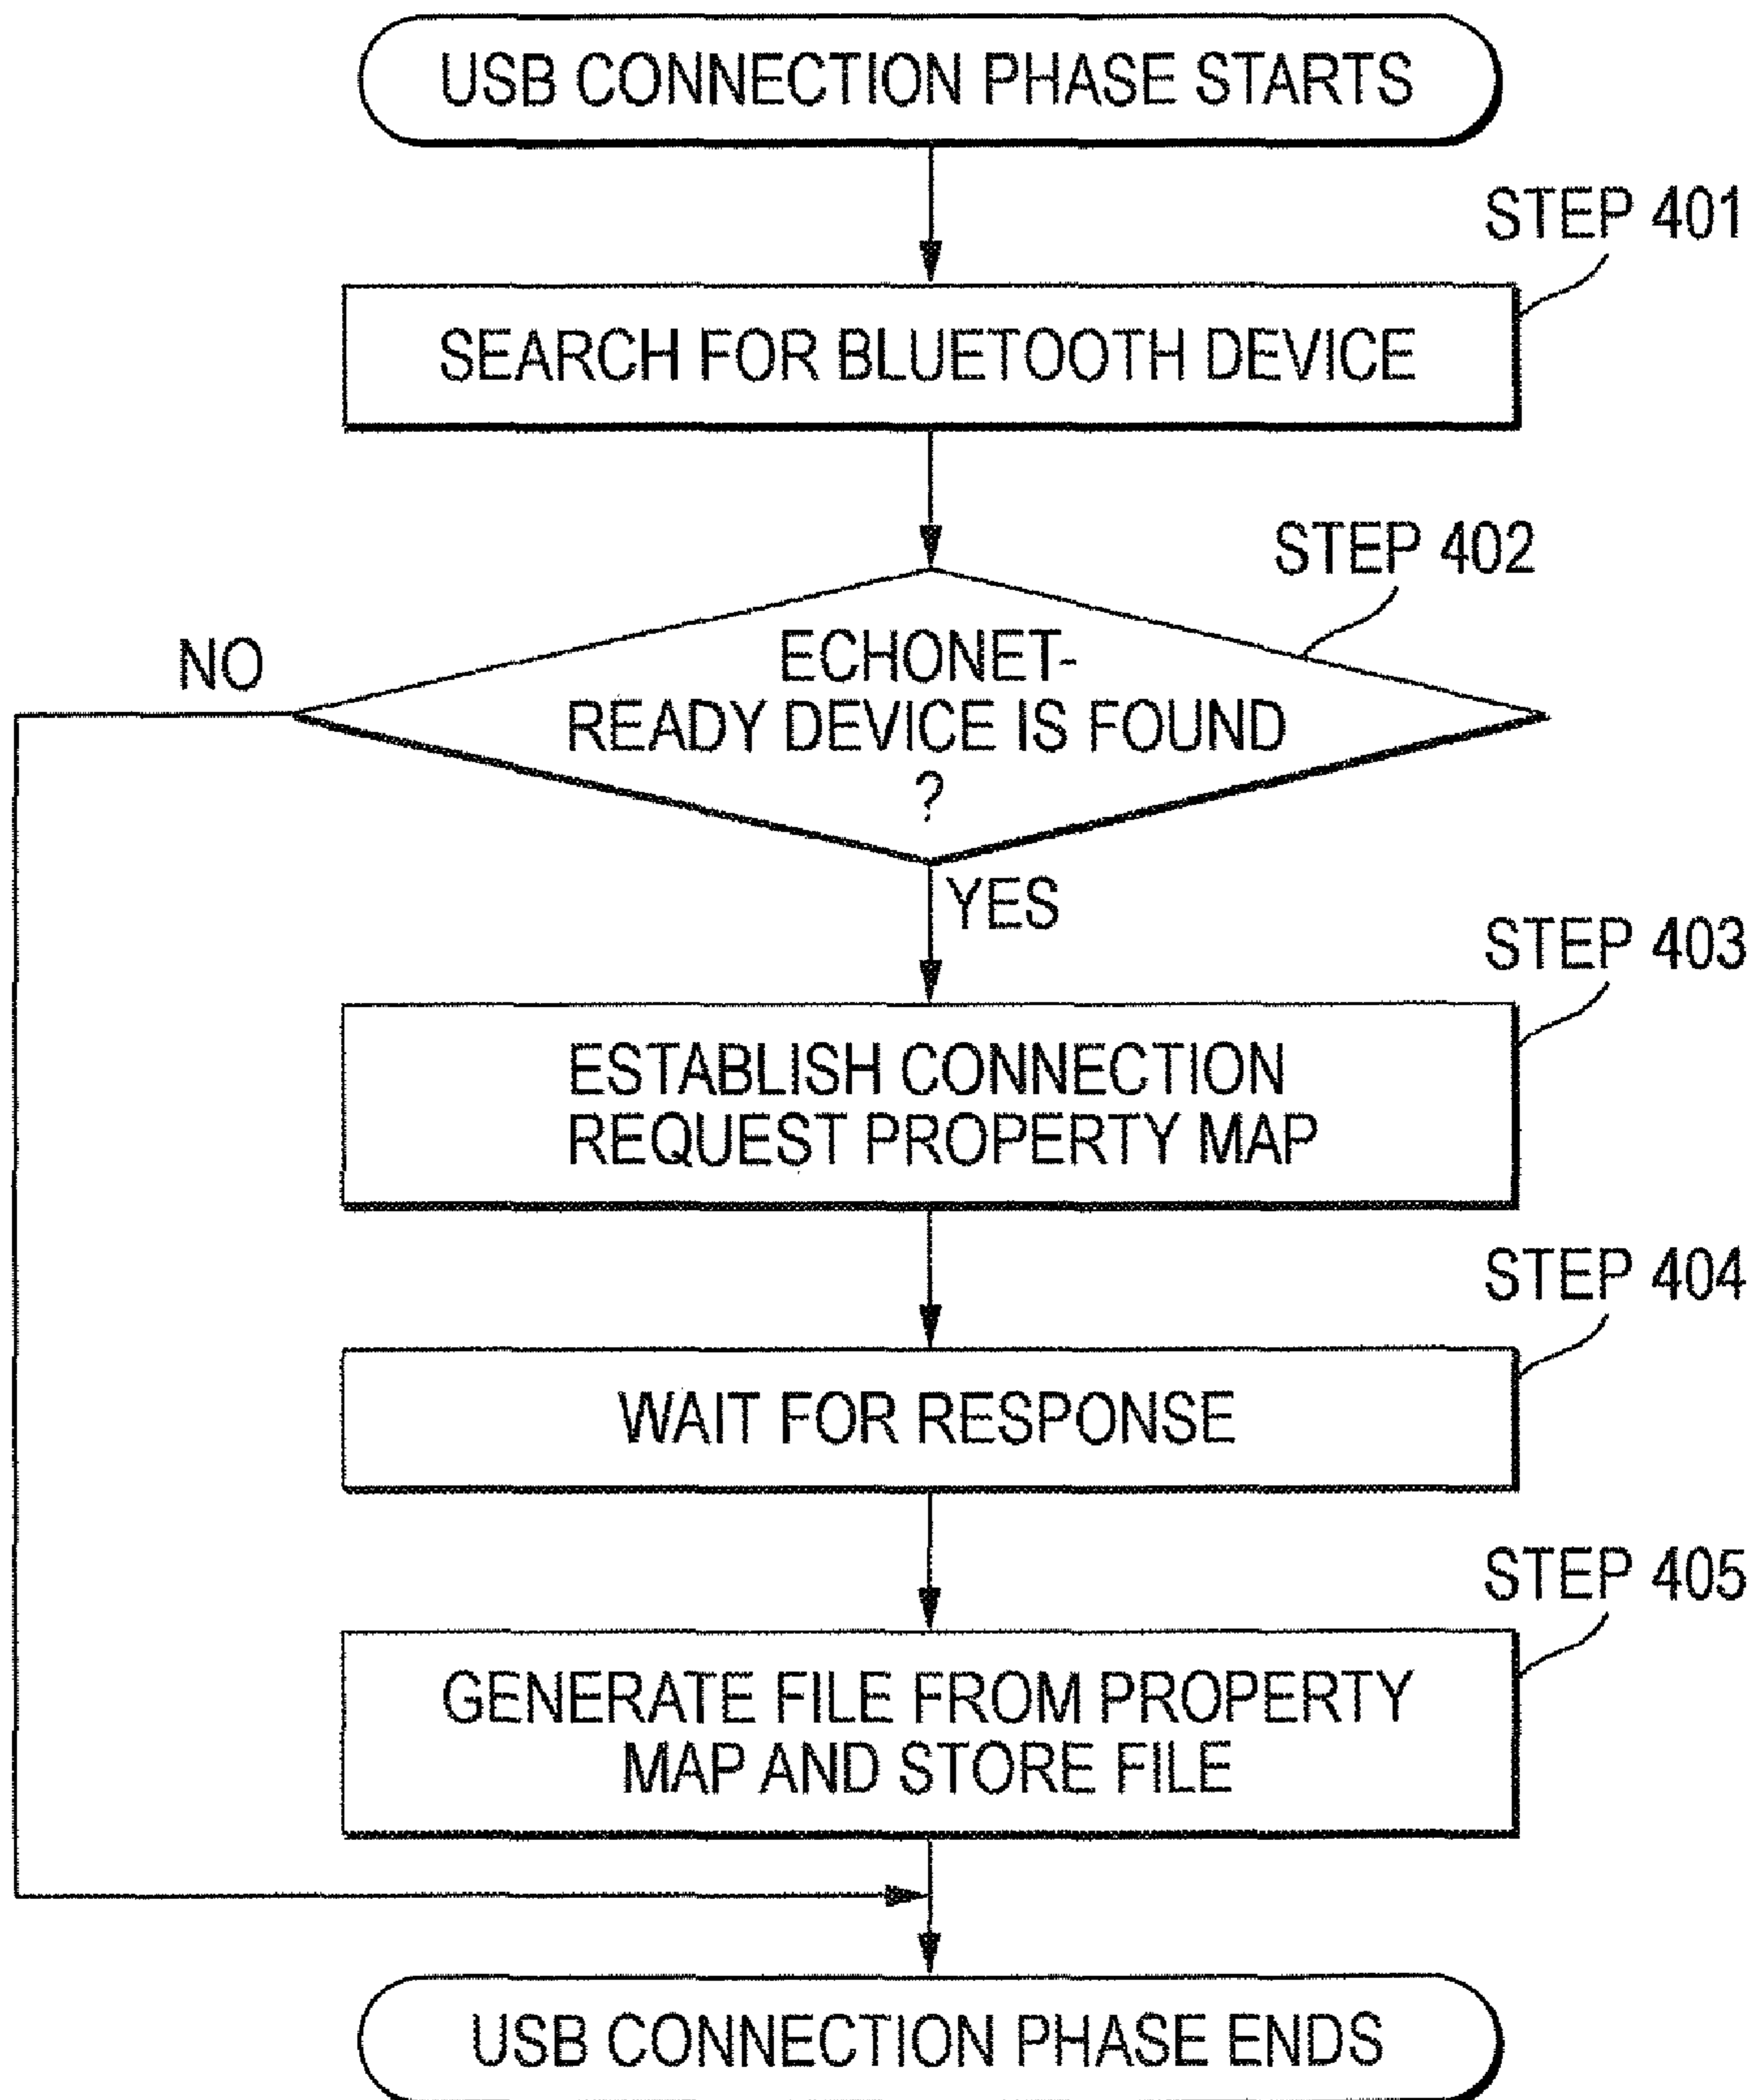 USB CONNECTION PHASE STARTS
STEP 401
SEARCH FOR BLUETOOTH DEVICE
STEP 402
NO
ECHONET-
READY DEVICE IS FOUND
?
YES
STEP 403
ESTABLISH CONNECTION
REQUEST PROPERTY MAP
STEP 404
WAIT FOR RESPONSE
STEP 405
GENERATE FILE FROM PROPERTY
MAP AND STORE FILE
USB CONNECTION PHASE ENDS